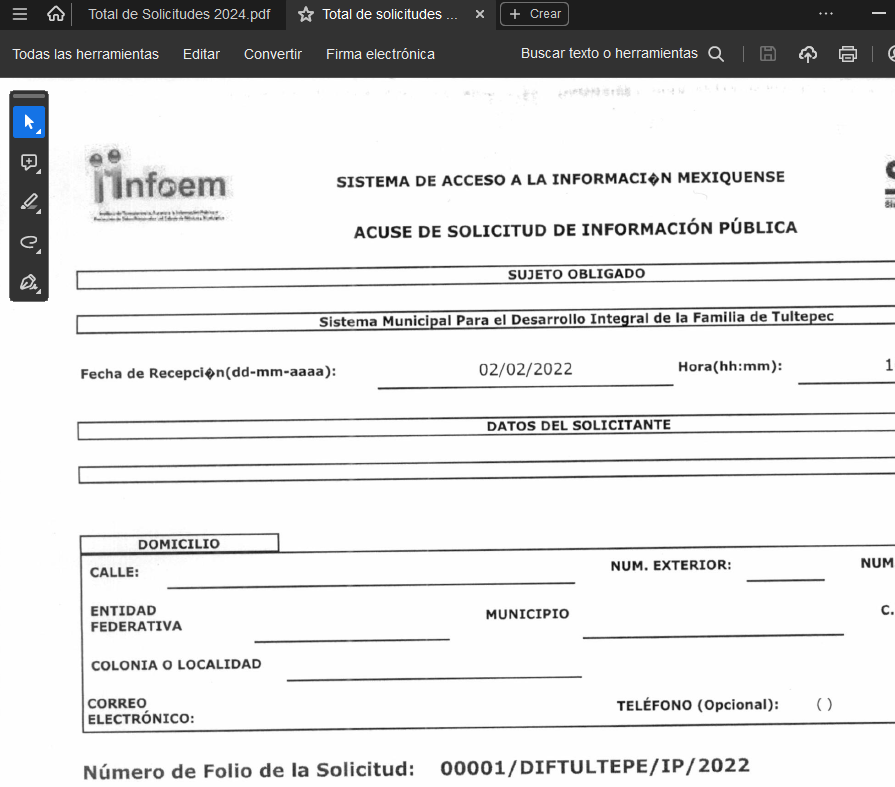 Total de Solicitudes 2024.pdf
Total de solicitudes ...
Crear
Todas las herramientas
Editar
Convertir
Firma electrónica
Buscar texto o herramientas
infoem
SISTEMA DE ACCESO A LA INFORMACI�N MEXIQUENSE
ACUSE DE SOLICITUD DE INFORMACIÓN PÚBLICA
SUJETO OBLIGADO
Sistema Municipal Para el Desarrollo Integral de la Familia de Tultepec
Fecha de Recepci�n(dd-mm-aaaa): 02/02/2022 Hora(hh:mm): 1
DATOS DEL SOLICITANTE
DOMICILIO
CALLE: NUM. EXTERIOR: NUM
ENTIDAD
FEDERATIVA
MUNICIPIO
C.
COLONIA O LOCALIDAD
CORREO
ELECTRÓNICO:
TELÉFONO (Opcional): ( )
Número de Folio de la Solicitud: 00001/DIFTULTEPE/IP/2022